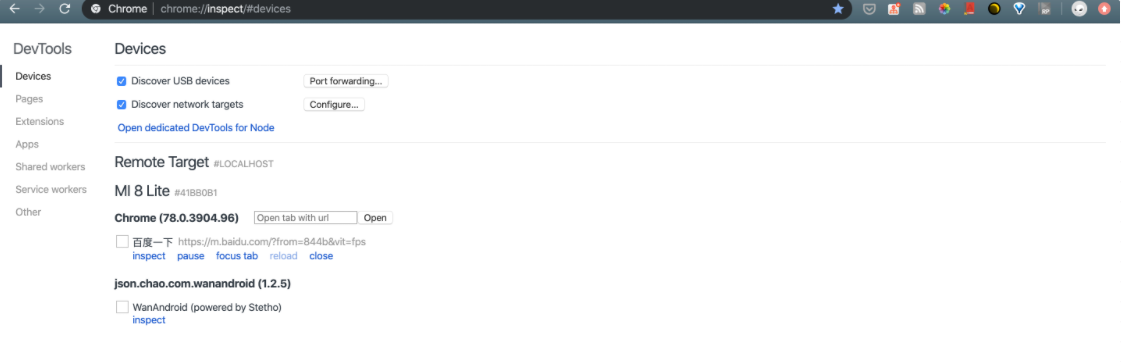 Chrome | chrome://inspect/#devices
DevTools
Devices
Pages
Extensions
Apps
Shared workers
Service workers
Other
Devices
Discover USB devices Port forwarding...
Discover network targets Configure...
Open dedicated DevTools for Node
Remote Target #LOCALHOST
MI 8 Lite #41BB0B1
Chrome (78.0.3904.96) Open tab with url Open
百度一下 https://m.baidu.com/?from=844b&vit=fps
inspect pause focus tab reload close
json.chao.com.wanandroid (1.2.5)
WanAndroid (powered by Stetho)
inspect